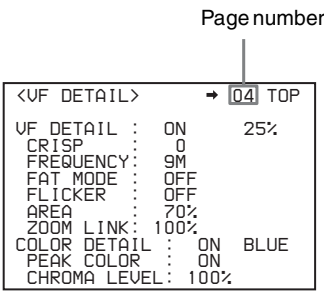 Page number
<VF DETAIL> → 04 TOP
VF DETAIL : ON 25%
CRISP : 0
FREQUENCY: 9M
FAT MODE : OFF
FLICKER : OFF
AREA : 70%
ZOOM LINK: 100%
COLOR DETAIL : ON BLUE
PEAK COLOR : ON
CHROMA LEVEL: 100%